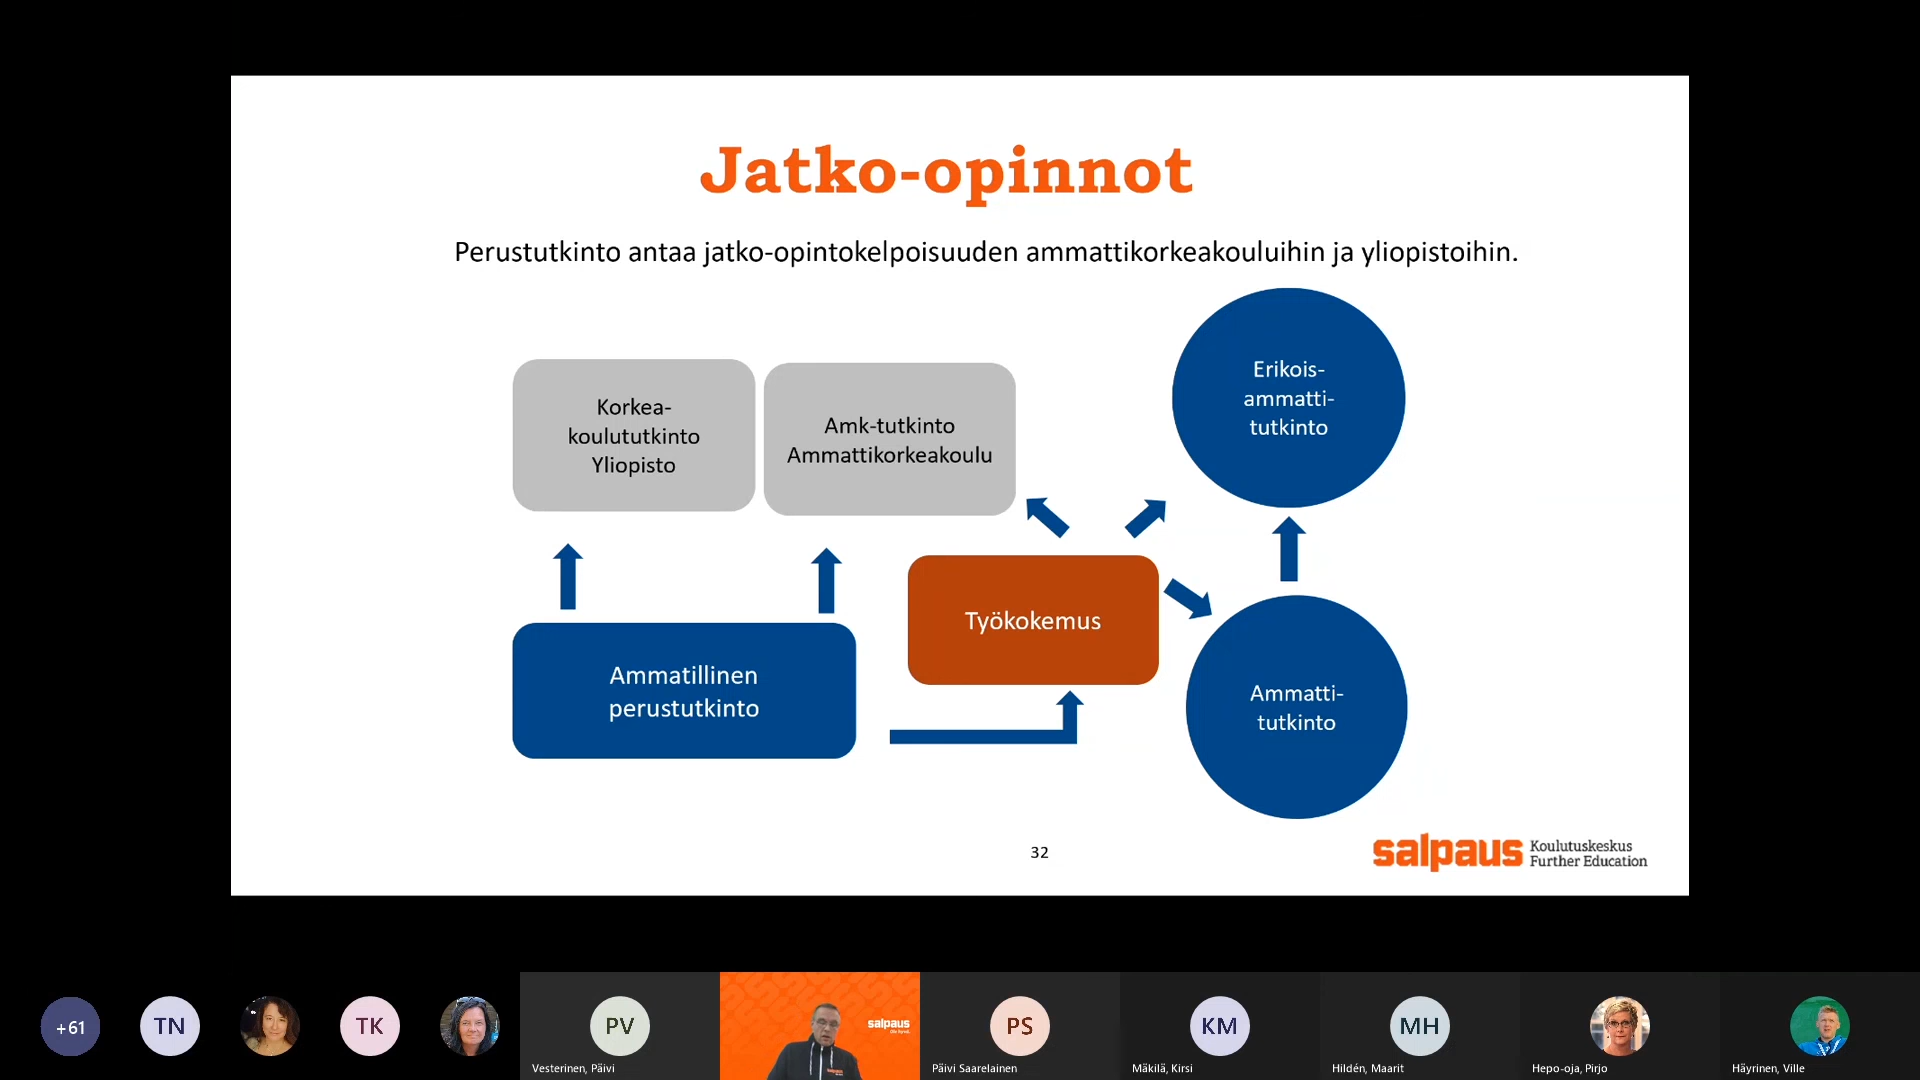 Jatko-opinnot
Perustutkinto antaa jatko-opintokelpoisuuden ammattikorkeakouluihin ja yliopistoihin.
Korkea-
koulututkinto
Yliopisto
Amk-tutkinto
Ammattikorkeakoulu
Erikois-
ammatti-
tutkinto
Työkokemus
Ammatillinen
perustutkinto
Ammatti-
tutkinto
32
salpaus
Koulutuskeskus
Further Education
+61
TN
TK
PV
Vesterinen, Päivi
salpaus
PS
Päivi Saarelainen
KM
Mäkilä, Kirsi
MH
Hildén, Maarit
Hepo-oja, Pirjo
Häyrinen, Ville